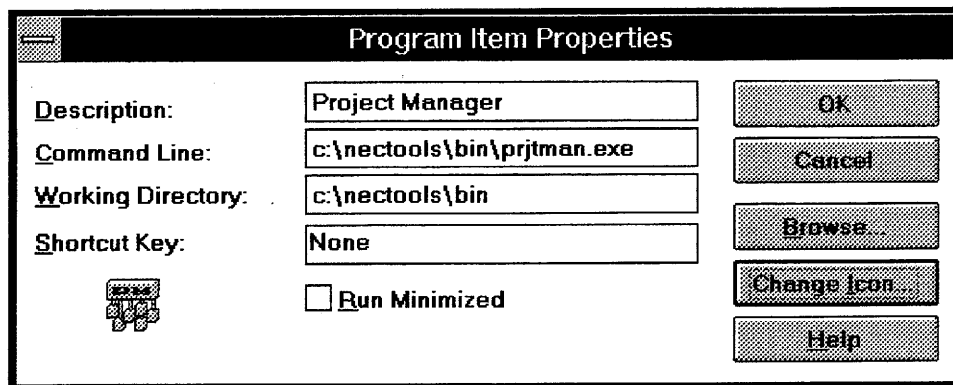 Program Item Properties
Description: Project Manager
Command Line: c:\nectools\bin\prjtman.exe
Working Directory: c:\nectools\bin
Shortcut Key: None
Run Minimized
OK
Cancel
Browse...
Change Icon...
Help